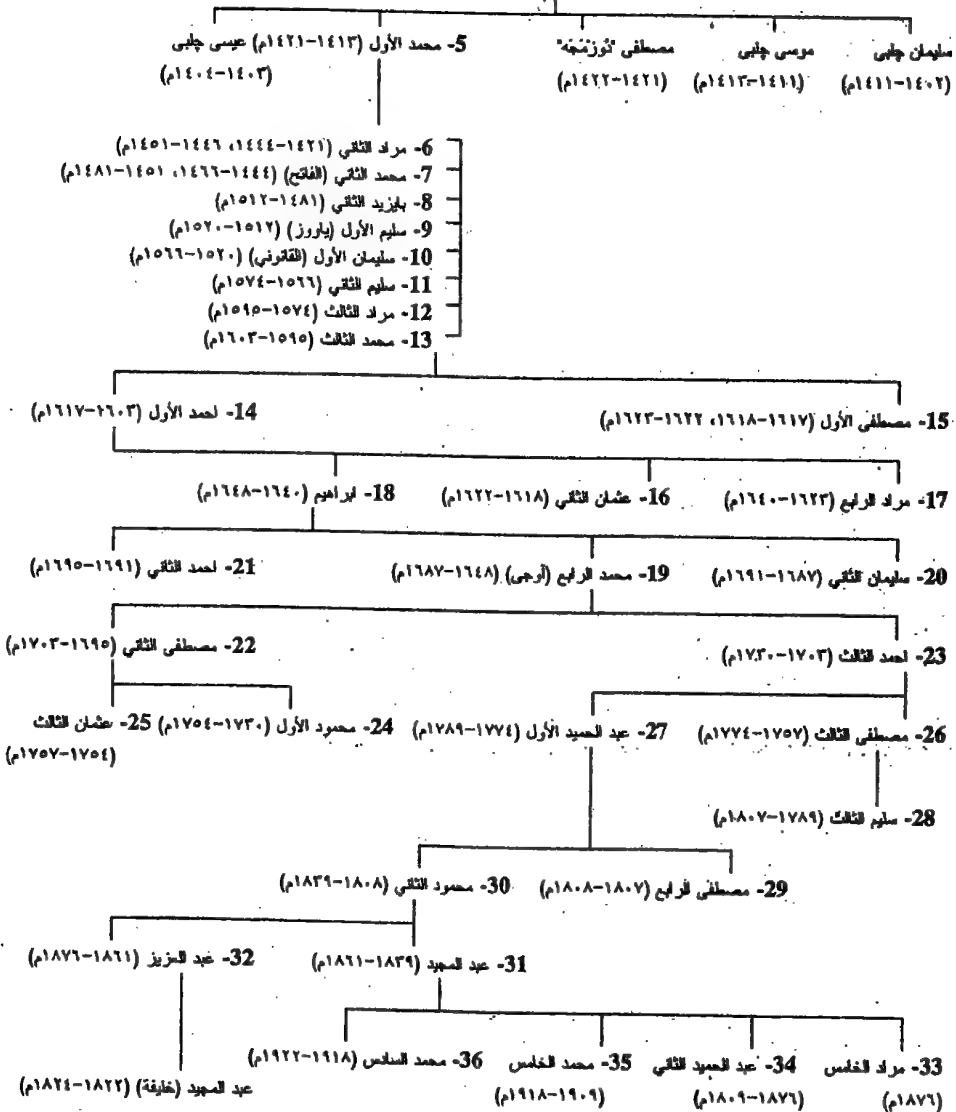 سليمان چلبى موسى چلبى مصطفى "نُوزْمْجَه" 5- محمد الأول (١٤١٣-١٤٢١م) عيسى چلبى
(١٤٠٢-١٤١١م) (١٤١١-١٤١٣م) (١٤٢١-١٤٢٢م) (١٤٠٣-١٤٠٤م)
6- مراد الثاني (١٤٢١-١٤٤٤، ١٤٤٦-١٤٥١م)
7- محمد الثاني (الفاتح) (١٤٤٤-١٤٦٦، ١٤٥١-١٤٨١م)
8- بايزيد الثاني (١٤٨١-١٥١٢م)
9- سليم الأول (ياروز) (١٥١٢-١٥٢٠م)
10- سليمان الأول (القانوني) (١٥٢٠-١٥٦٦م)
11- سليم الثاني (١٥٦٦-١٥٧٤م)
12- مراد الثالث (١٥٧٤-١٥٩٥م)
13- محمد الثالث (١٥٩٥-١٦٠٣م)
15- مصطفى الأول (١٦١٧-١٦١٨، ١٦٢٢-١٦٢٣م) 14- احمد الأول (١٦٠٣-١٦١٧م)
17- مراد الرابع (١٦٢٣-١٦٤٠م) 16- عثمان الثاني (١٦١٨-١٦٢٢م) 18- ابراهيم (١٦٤٠-١٦٤٨م)
20- سليمان الثاني (١٦٨٧-١٦٩١م) 19- محمد الرابع (أوجى) (١٦٤٨-١٦٨٧م) 21- احمد الثاني (١٦٩١-١٦٩٥م)
23- احمد الثالث (١٧٠٣-١٧٣٠م) 22- مصطفى الثاني (١٦٩٥-١٧٠٣م)
26- مصطفى الثالث (١٧٥٧-١٧٧٤م) 27- عبد الحميد الأول (١٧٧٤-١٧٨٩م) 24- محمود الأول (١٧٣٠-١٧٥٤م) 25- عثمان الثالث
(١٧٥٤-١٧٥٧م)
28- سليم الثالث (١٧٨٩-١٨٠٧م)
29- مصطفى الرابع (١٨٠٧-١٨٠٨م) 30- محمود الثاني (١٨٠٨-١٨٣٩م)
31- عبد المجيد (١٨٣٩-١٨٦١م) 32- عبد العزيز (١٨٦١-١٨٧٦م)
33- مراد الخامس 34- عبد الحميد الثاني 35- محمد الخامس 36- محمد السادس (١٩١٨-١٩٢٢م)
(١٨٧٦م) (١٨٧٦-١٨٠٩م) (١٩٠٩-١٩١٨م) عبد المجيد (خليفة) (١٨٢٢-١٨٢٤م)